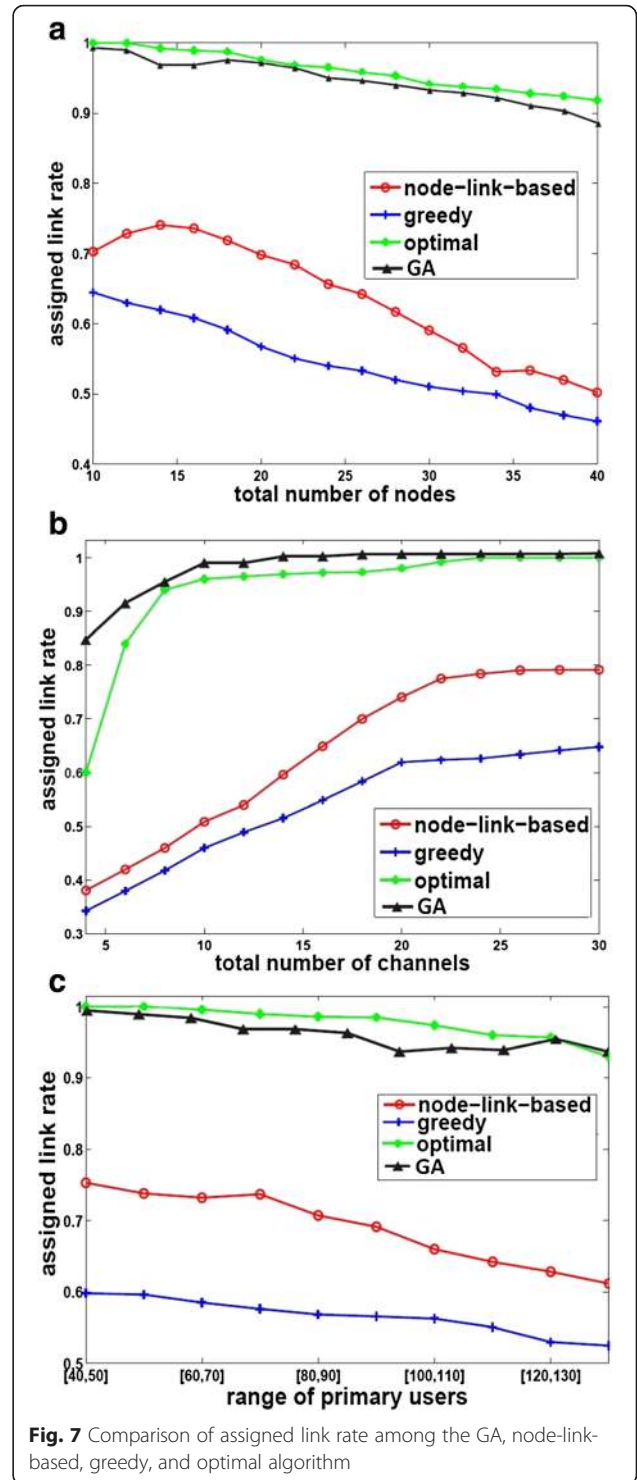 a
1
0.9
0.8
0.7
0.6
0.5
0.4
assigned link rate
node-link-based
greedy
optimal
GA
10 15 20 25 30 35 40
total number of nodes
b
1
0.9
0.8
0.7
0.6
0.5
0.4
0.3
assigned link rate
node-link-based
greedy
optimal
GA
5 10 15 20 25 30
total number of channels
c
1
0.9
0.8
0.7
0.6
0.5
assigned link rate
node-link-based
greedy
optimal
GA
[40,50] [60,70] [80,90] [100,110] [120,130]
range of primary users
Fig. 7 Comparison of assigned link rate among the GA, node-link-
based, greedy, and optimal algorithm